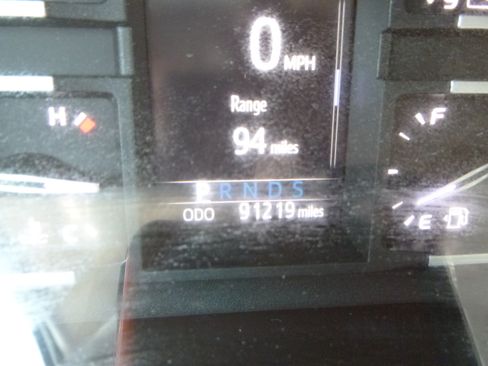 0 MPH
Range
H F
94 miles
P R N D S
ODO 91219 miles
E